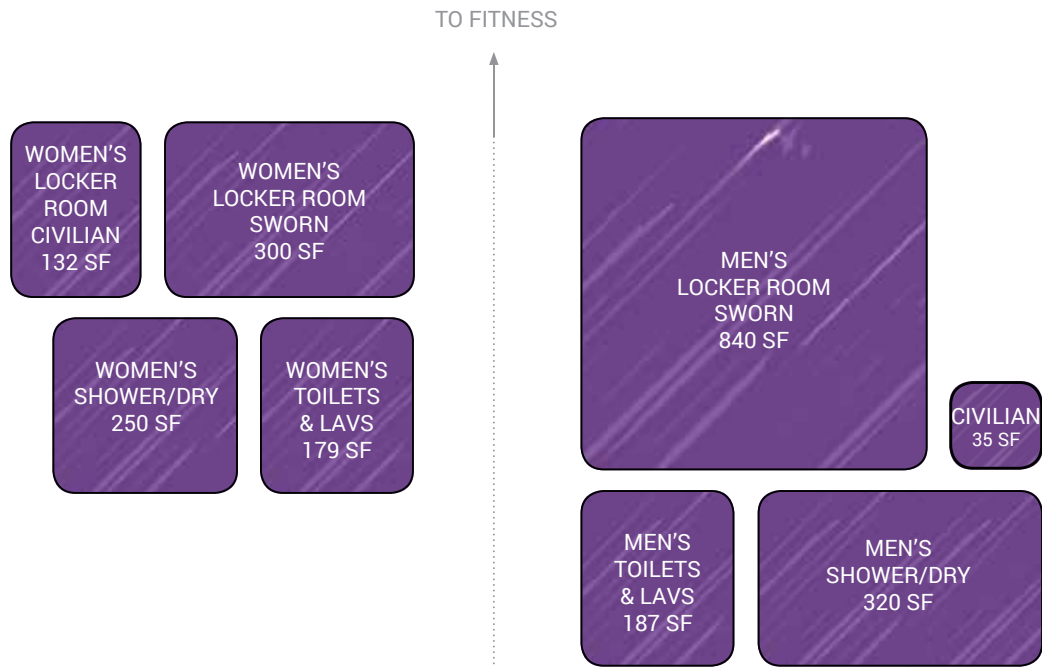 TO FITNESS
WOMEN'S
LOCKER
ROOM
CIVILIAN
132 SF
WOMEN'S
LOCKER ROOM
SWORN
300 SF
WOMEN'S
SHOWER/DRY
250 SF
WOMEN'S
TOILETS
& LAVS
179 SF
MEN'S
LOCKER ROOM
SWORN
840 SF
CIVILIAN
35 SF
MEN'S
TOILETS
& LAVS
187 SF
MEN'S
SHOWER/DRY
320 SF